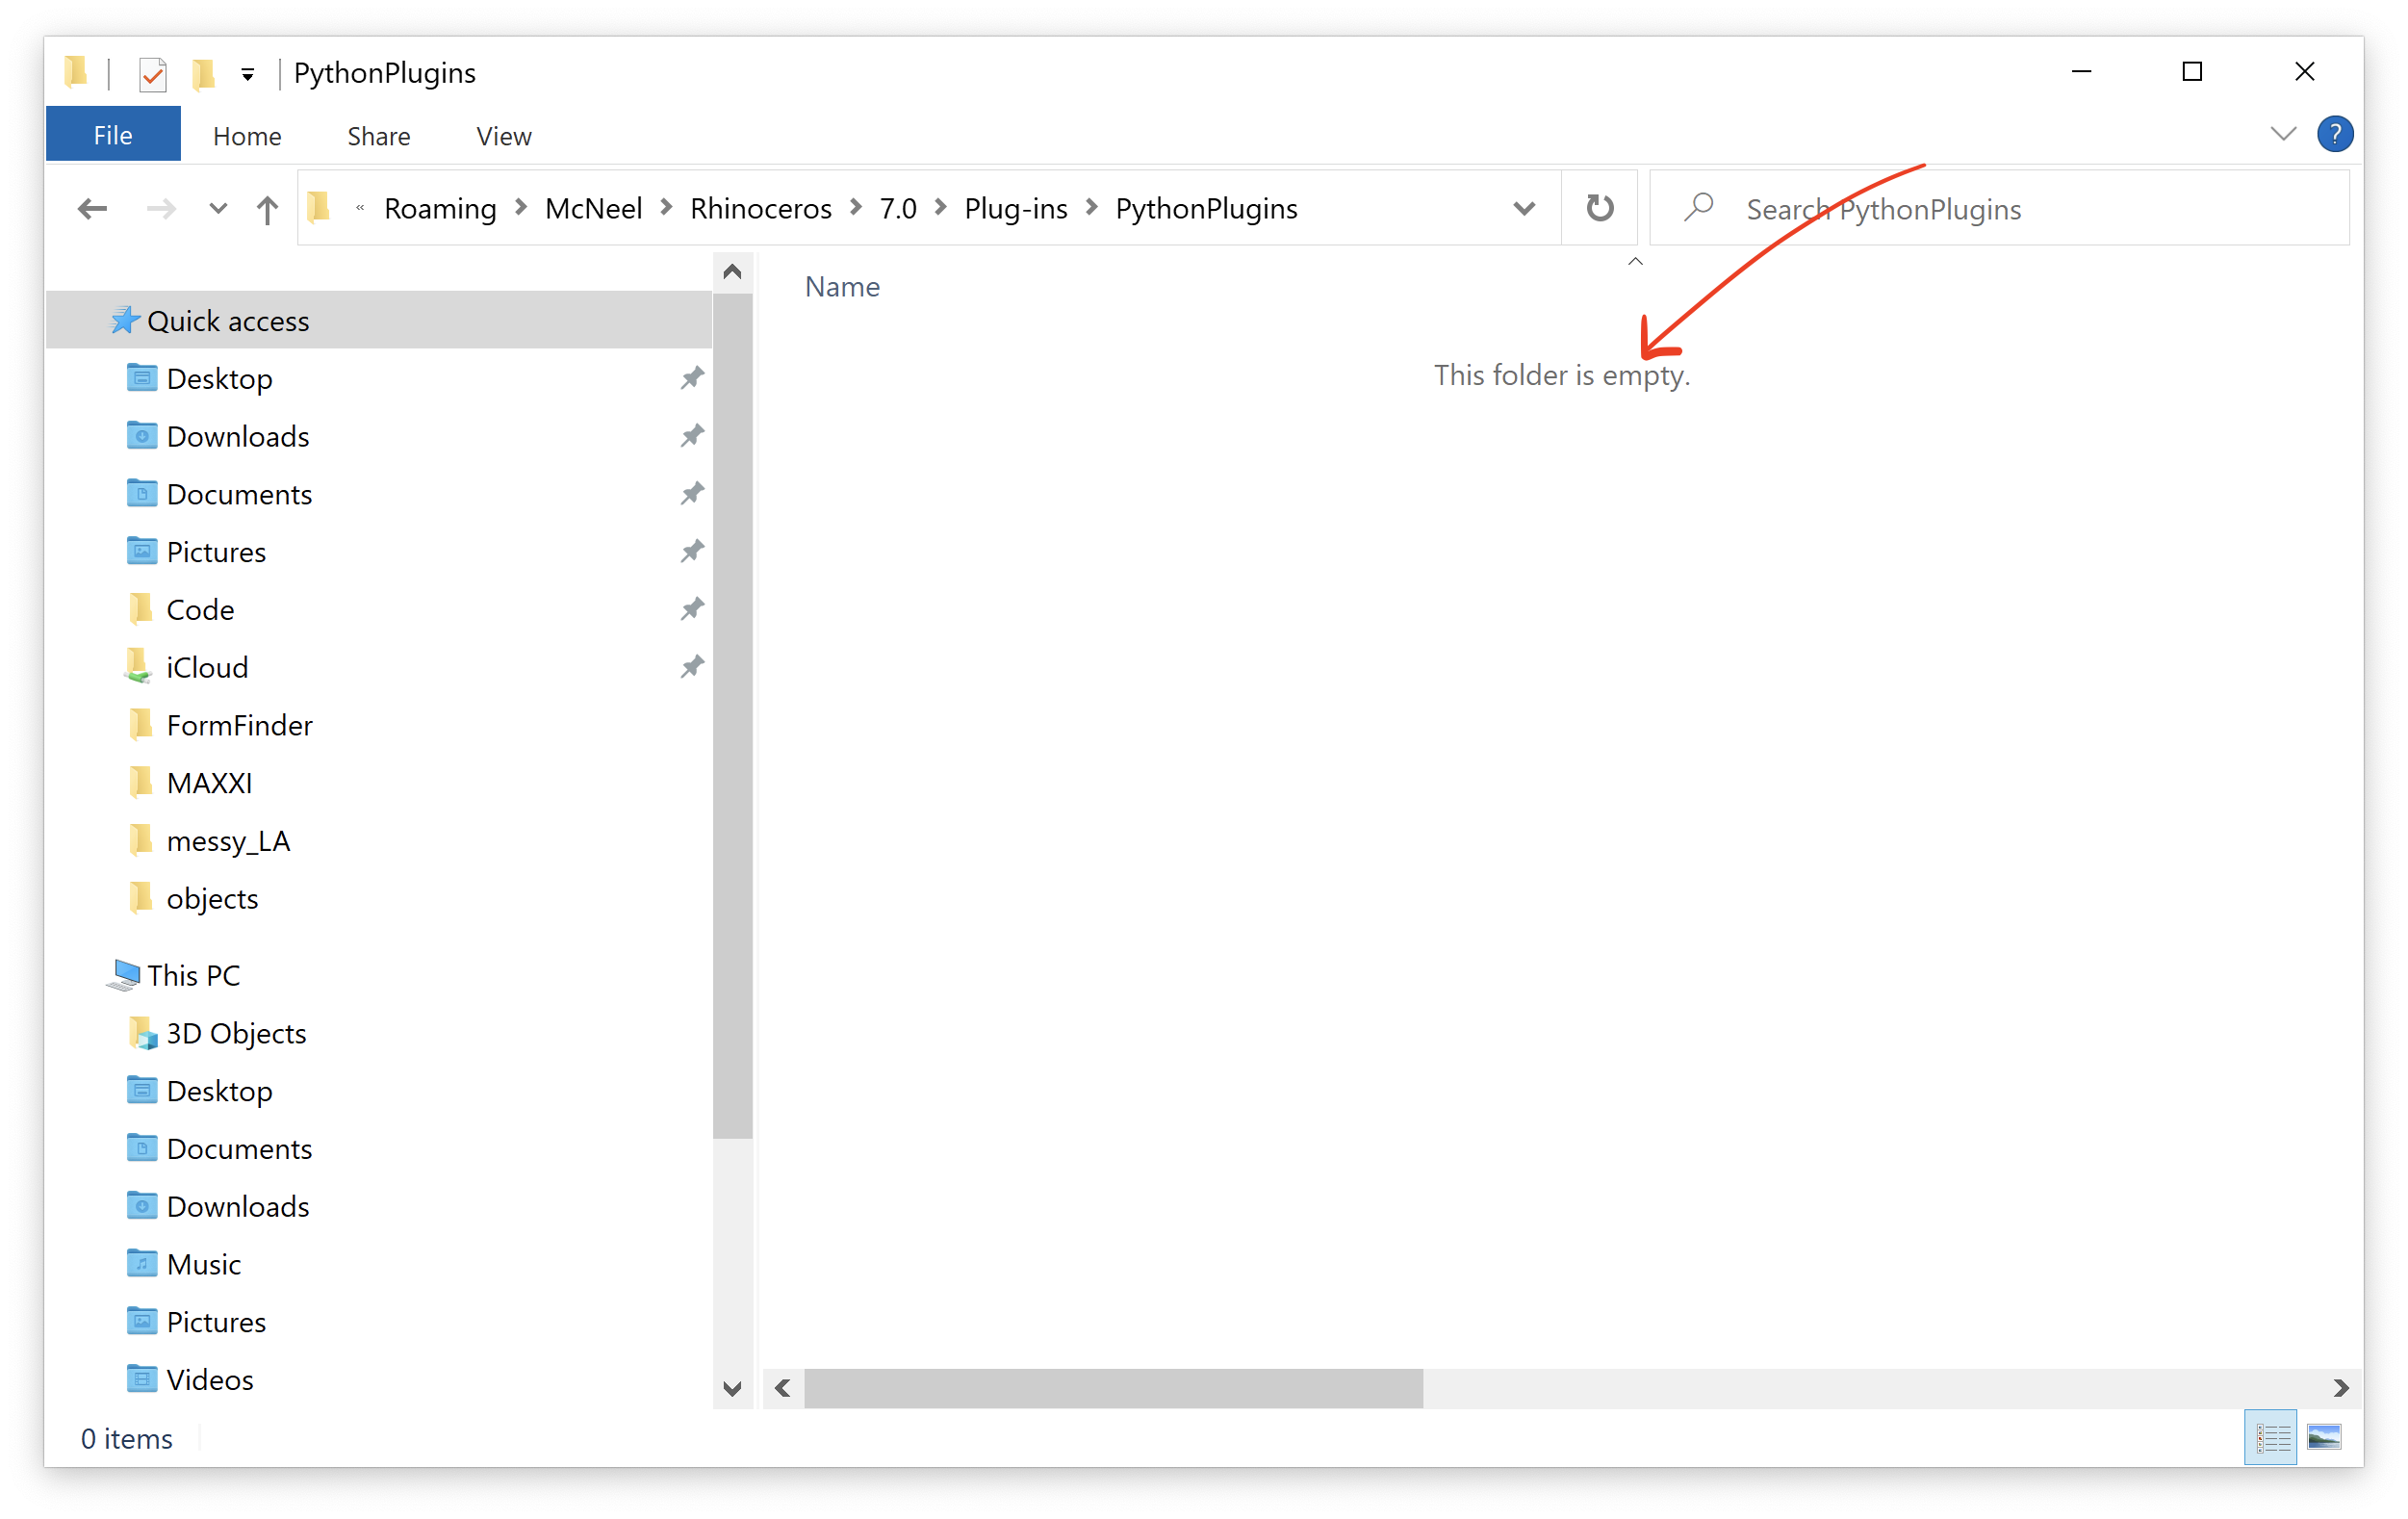 PythonPlugins
File Home Share View
« Roaming McNeel Rhinoceros 7.0 Plug-ins PythonPlugins Search PythonPlugins
Name
This folder is empty.
Quick access
Desktop
Downloads
Documents
Pictures
Code
iCloud
FormFinder
MAXXI
messy_LA
objects
This PC
3D Objects
Desktop
Documents
Downloads
Music
Pictures
Videos
0 items